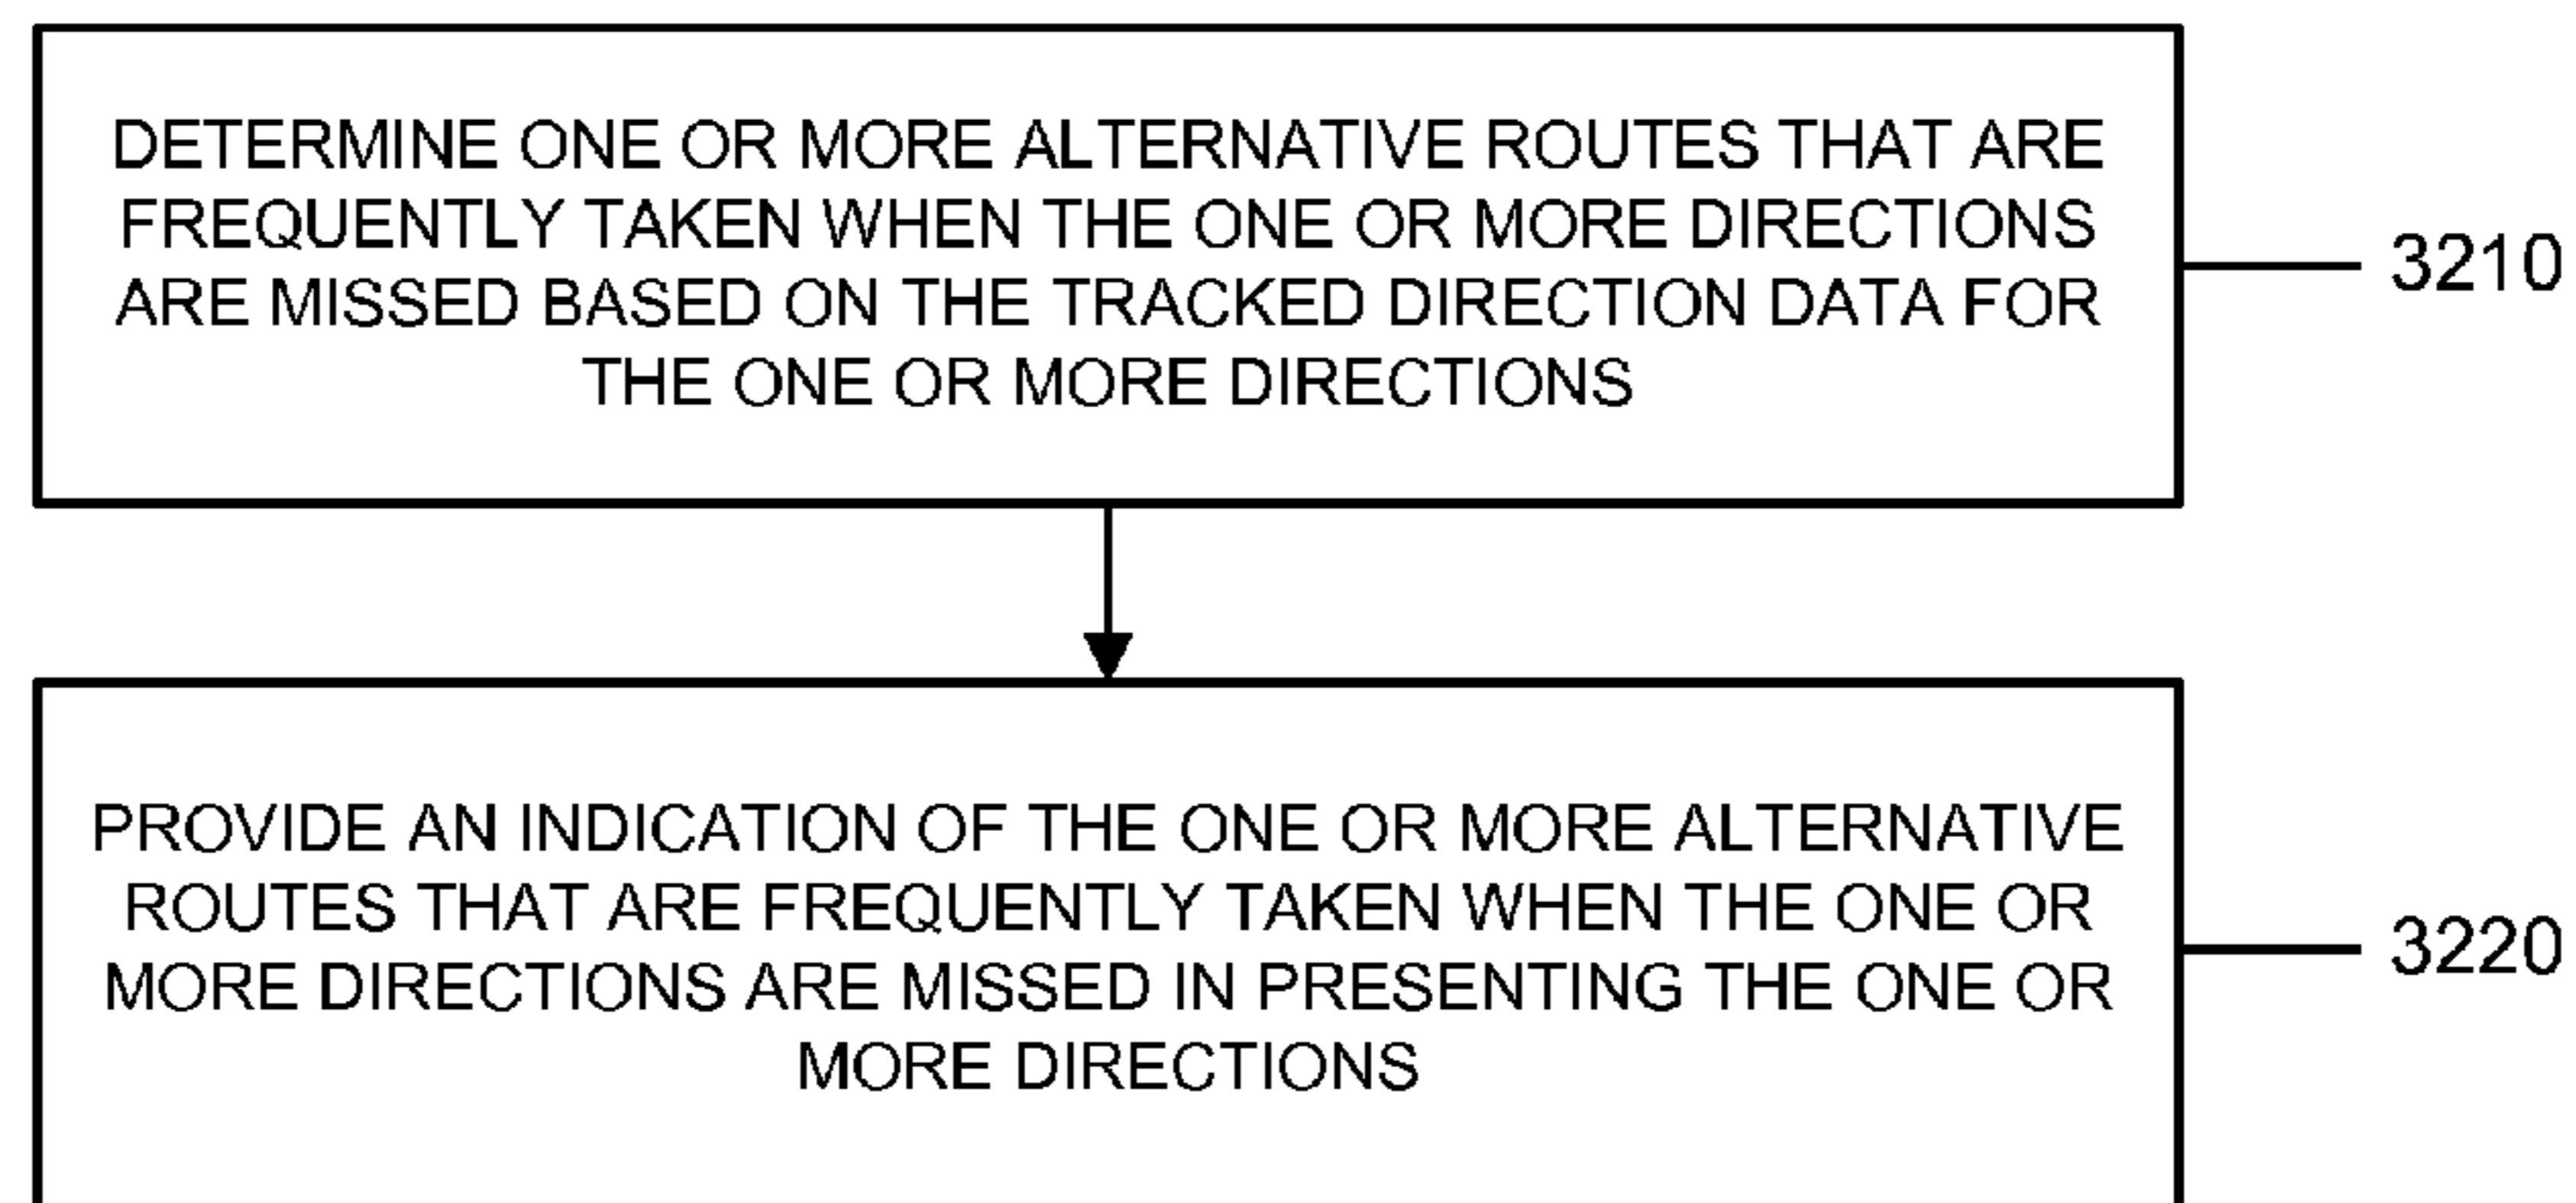 DETERMINE ONE OR MORE ALTERNATIVE ROUTES THAT ARE
FREQUENTLY TAKEN WHEN THE ONE OR MORE DIRECTIONS
ARE MISSED BASED ON THE TRACKED DIRECTION DATA FOR
THE ONE OR MORE DIRECTIONS
3210
PROVIDE AN INDICATION OF THE ONE OR MORE ALTERNATIVE
ROUTES THAT ARE FREQUENTLY TAKEN WHEN THE ONE OR
MORE DIRECTIONS ARE MISSED IN PRESENTING THE ONE OR
MORE DIRECTIONS
3220